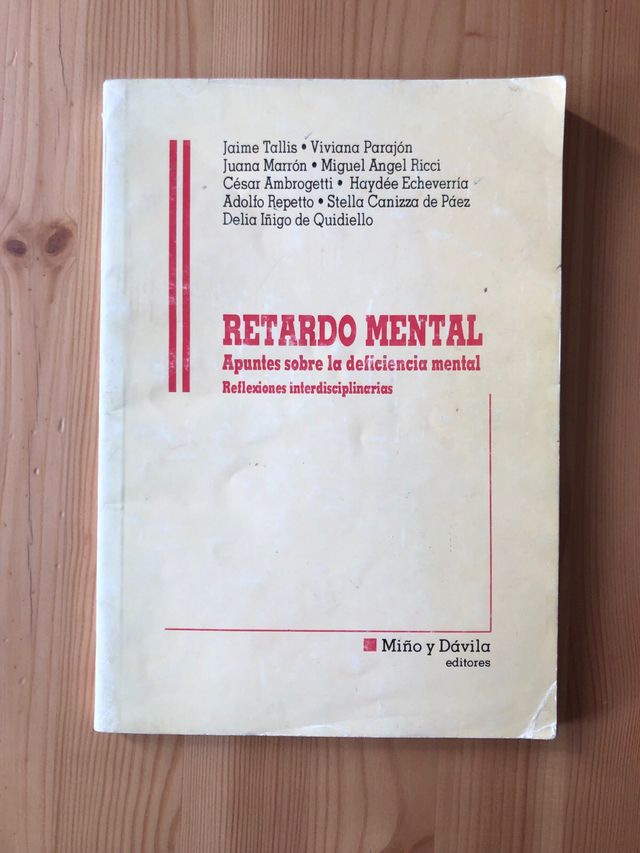 Jaime Tallis • Viviana Parajón
Juana Marrón • Miguel Angel Ricci
César Ambrogetti • Haydée Echeverría
Adolfo Repetto • Stella Canizza de Páez
Delia Iñigo de Quidiello
RETARDO MENTAL
Apuntes sobre la deficiencia mental
Reflexiones interdisciplinarias
Miño y Dávila
editores